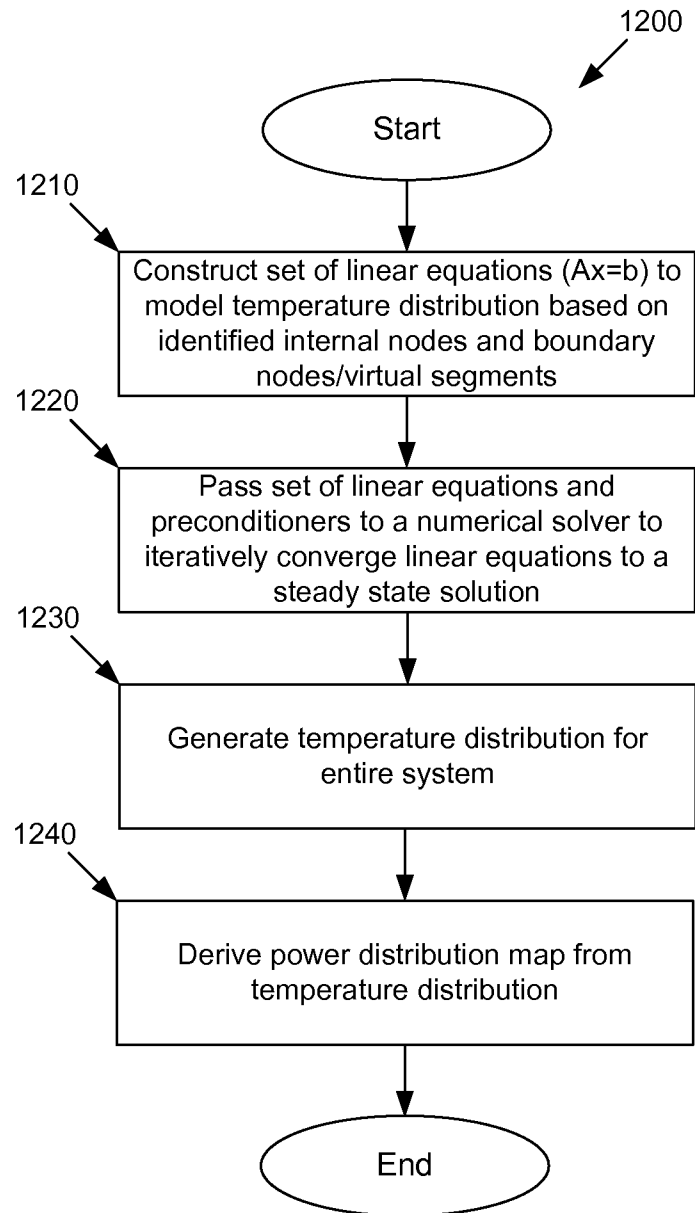 1200
Start
1210
Construct set of linear equations (Ax=b) to
model temperature distribution based on
identified internal nodes and boundary
nodes/virtual segments
1220
Pass set of linear equations and
preconditioners to a numerical solver to
iteratively converge linear equations to a
steady state solution
1230
Generate temperature distribution for
entire system
1240
Derive power distribution map from
temperature distribution
End